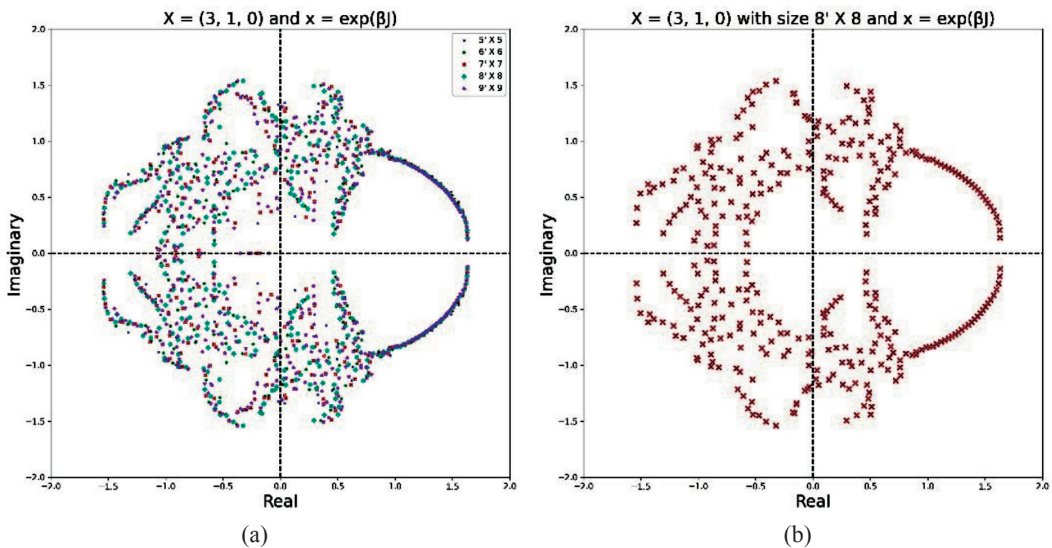 X = (3, 1, 0) and x = exp(βJ)
X = (3, 1, 0) with size 8' X 8 and x = exp(βJ)
5' X 5
6' X 6
7' X 7
8' X 8
9' X 9
Imaginary
2.0
1.5
1.0
0.5
0.0
−0.5
−1.0
−1.5
−2.0
−2.0 −1.5 −1.0 −0.5 0.0 0.5 1.0 1.5 2.0
Real
(a)
Imaginary
2.0
1.5
1.0
0.5
0.0
−0.5
−1.0
−1.5
−2.0
−2.0 −1.5 −1.0 −0.5 0.0 0.5 1.0 1.5 2.0
Real
(b)